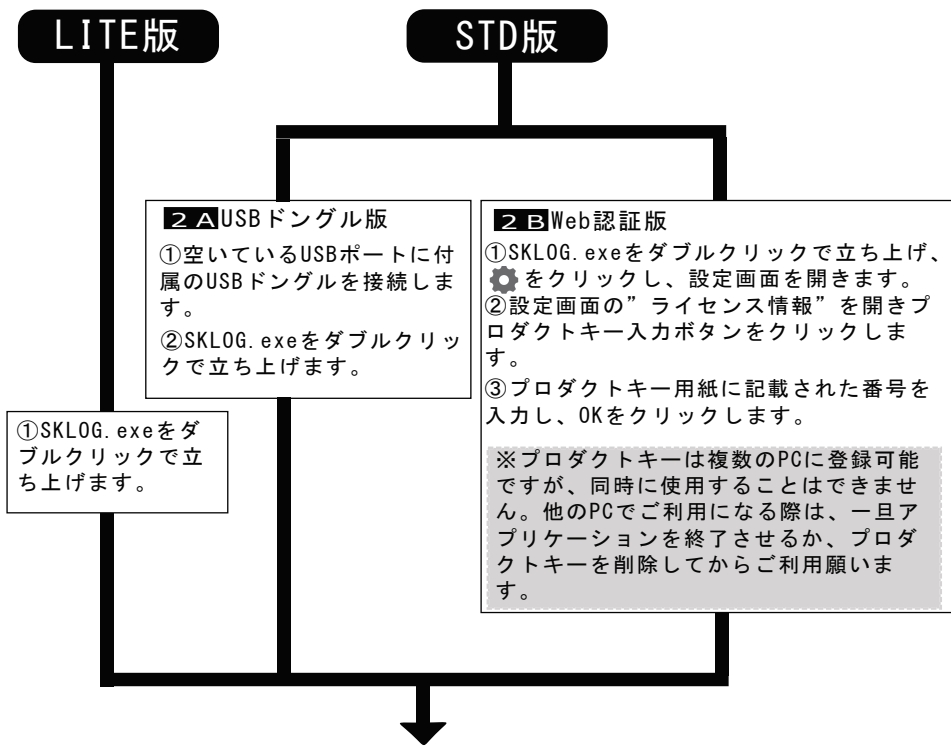 LITE版
STD版
2A USBドングル版
①空いているUSBポートに付
属のUSBドングルを接続しま
す。
②SKLOG.exeをダブルクリッ
クで立ち上げます。
2B Web認証版
①SKLOG.exeをダブルクリックで立ち上げ、
をクリックし、設定画面を開きます。
②設定画面の”ライセンス情報”を開きプ
ロダクトキー入力ボタンをクリックしま
す。
③プロダクトキー用紙に記載された番号を
入力し、OKをクリックします。
※プロダクトキーは複数のPCに登録可能
ですが、同時に使用することはできませ
ん。他のPCでご利用になる際は、一旦ア
プリケーションを終了させるか、プロダ
クトキーを削除してからご利用願いま
す。
①SKLOG.exeをダ
ブルクリックで立
ち上げます。